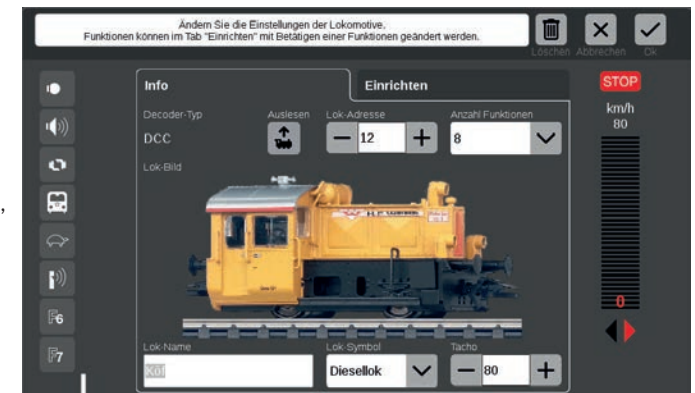 Ändern Sie die Einstellungen der Lokomotive.
Funktionen können im Tab "Einrichten" mit Betätigen einer Funktionen geändert werden.
Löschen Abbrechen Ok
Info Einrichten STOP
km/h
80
Decoder-Typ Auslesen Lok-Adresse Anzahl Funktionen
DCC 12 8
Lok-Bild
,
F6
0
F7
Lok-Name Lok-Symbol Tacho
Köf Diesellok 80